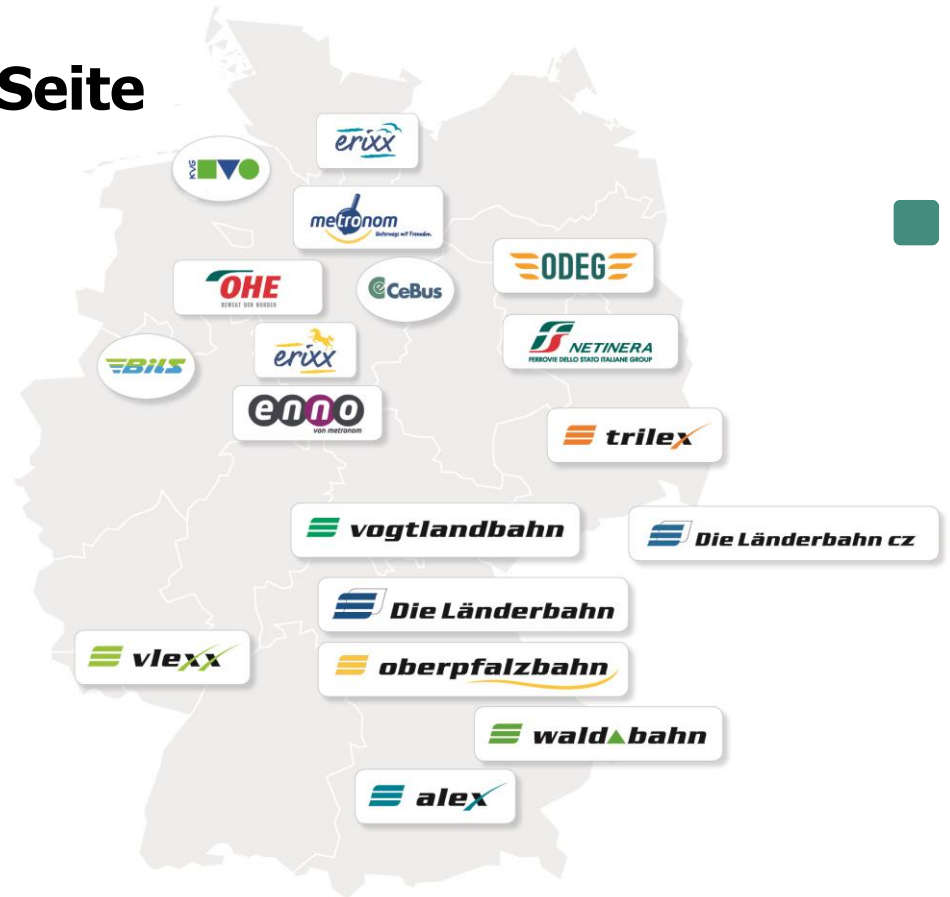 Seite
erixx
KVG
metronom
Unterwegs mit Freunden.
ODEG
OHE
BEWEGT DEN NORDEN
CeBus
erixx
NETINERA
FERROVIE DELLO STATO ITALIANE GROUP
BILS
enno
von metronom
trilex
vogtlandbahn
Die Länderbahn cz
Die Länderbahn
vlexx
oberpfalzbahn
waldbahn
alex